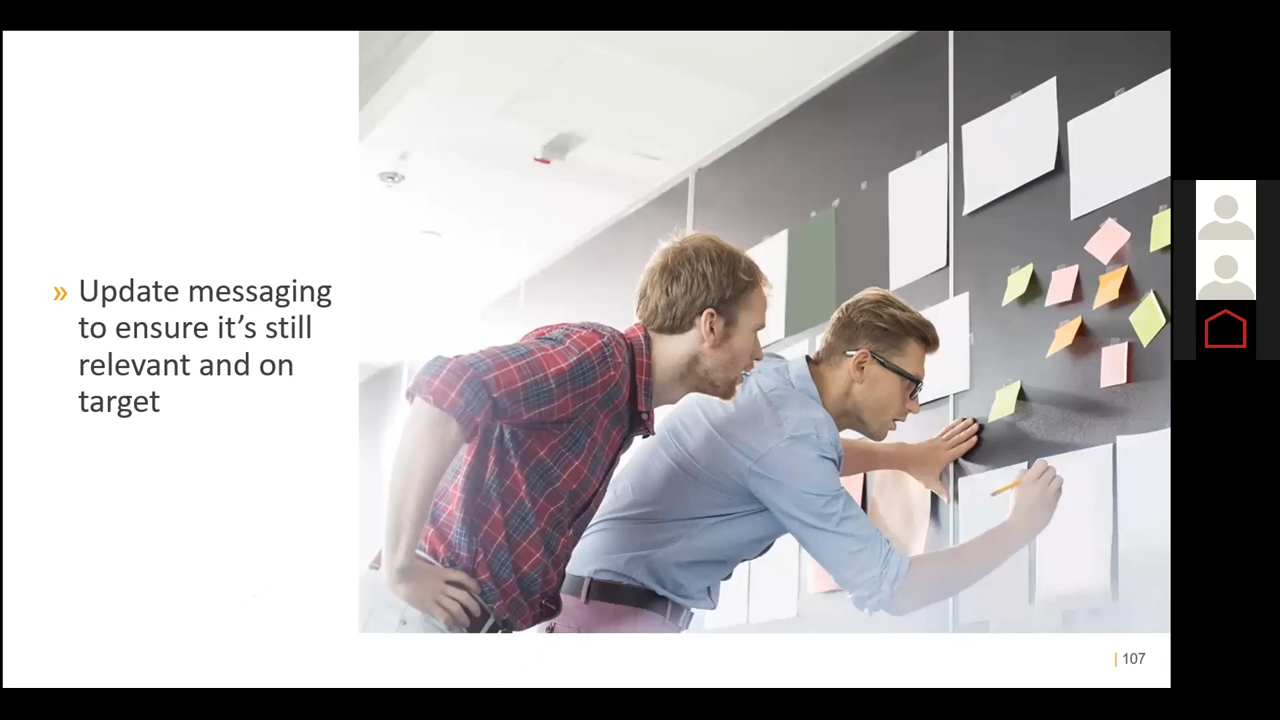 » Update messaging
to ensure it’s still
relevant and on
target
| 107